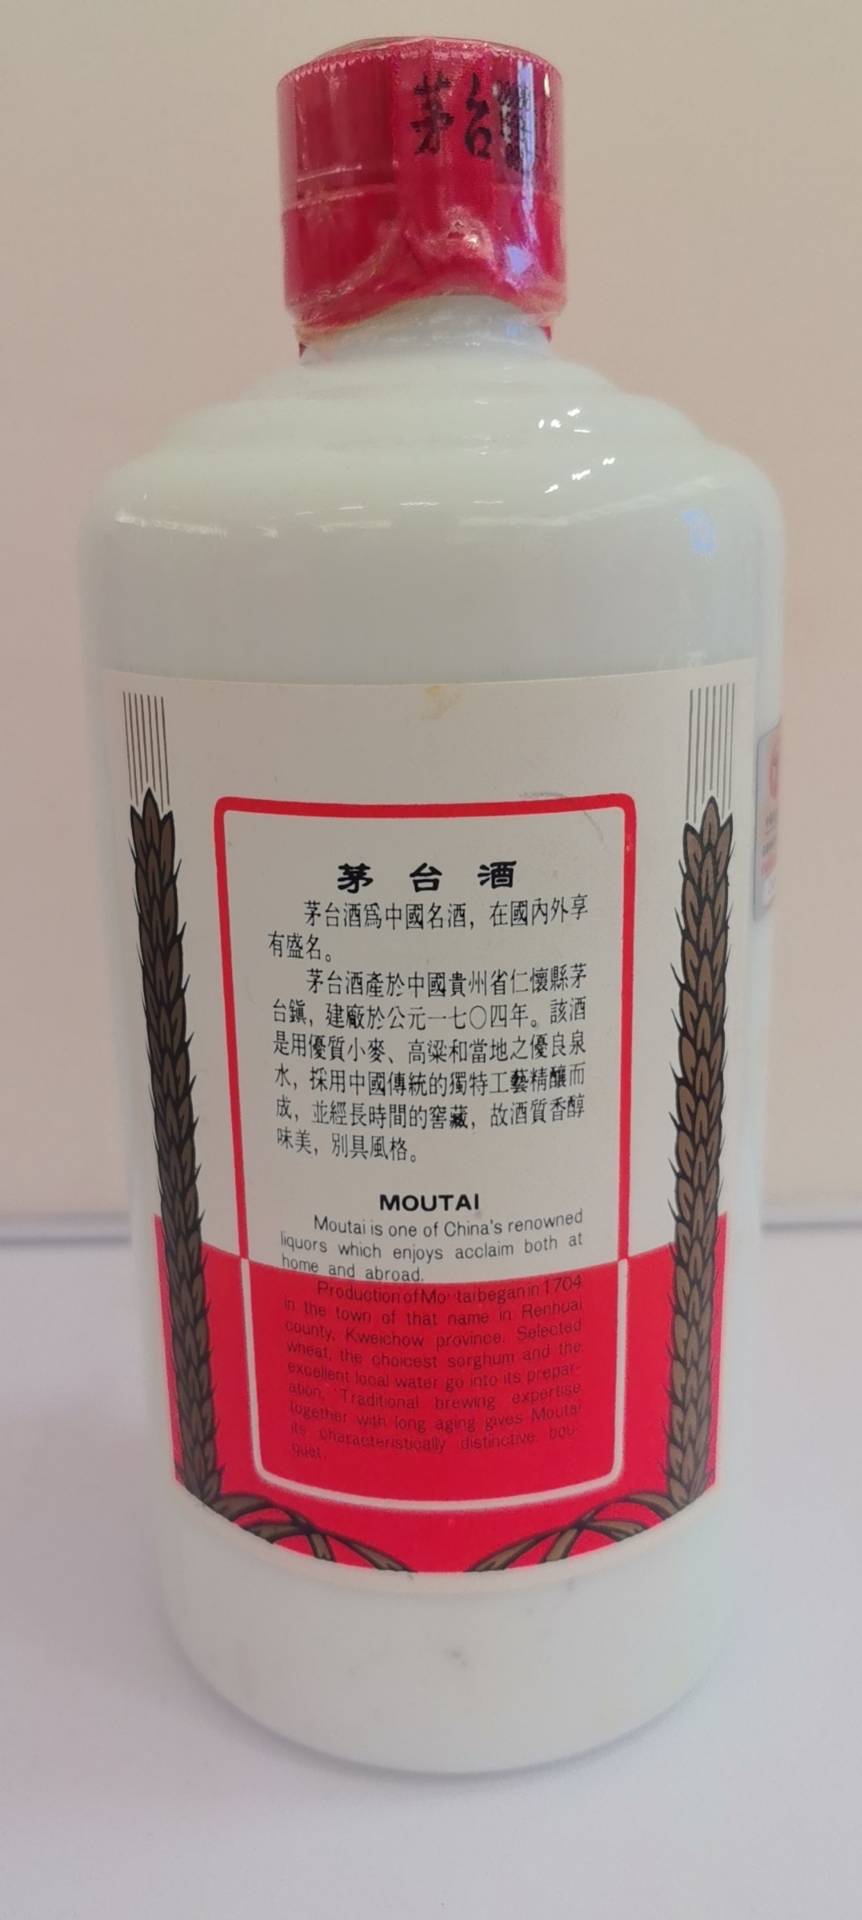 茅台
茅台酒
茅台酒爲中國名酒，在國內外享
有盛名。
茅台酒產於中國貴州省仁懷縣茅
台鎮，建廠於公元一七〇四年。該酒
是用優質小麥、高粱和當地之優良泉
水，採用中國傳統的獨特工藝精釀而
成，並經長時間的窖藏，故酒質香醇
味美，別具風格。
MOUTAI
Moutai is one of China's renowned
liquors which enjoys acclaim both at
home and abroad.
Production of Moutai began in 1704
in the town of that name in Renhuai
county, Kweichow province. Selected
wheat, the choicest sorghum and the
excellent local water go into its prepar-
ation. Traditional brewing expertise
together with long aging gives Moutai
its characteristically distinctive bou-
quet.